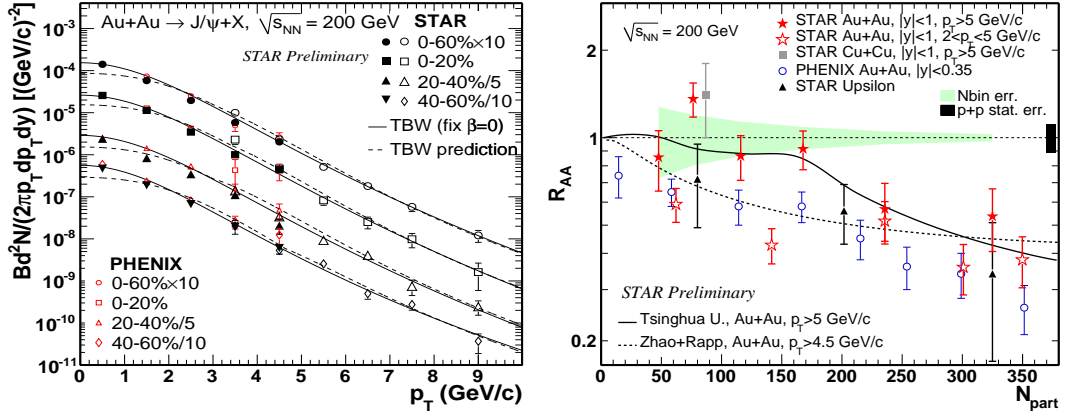 Au+Au → J/ψ+X, √sNN = 200 GeV
STAR Preliminary
STAR
0-60%×10
0-20%
20-40%/5
40-60%/10
TBW (fix β=0)
TBW prediction
PHENIX
0-60%×10
0-20%
20-40%/5
40-60%/10
Bd²N/(2πpTdpTdy) [(GeV/c)⁻²]
10⁻³
10⁻⁴
10⁻⁵
10⁻⁶
10⁻⁷
10⁻⁸
10⁻⁹
10⁻¹⁰
10⁻¹¹
0 1 2 3 4 5 6 7 8 9 10
pT (GeV/c)
√sNN = 200 GeV
STAR Au+Au, |y|<1, pT>5 GeV/c
STAR Au+Au, |y|<1, 2<pT<5 GeV/c
STAR Cu+Cu, |y|<1, pT>5 GeV/c
PHENIX Au+Au, |y|<0.35
STAR Upsilon
Nbin err.
p+p stat. err.
RAA
2
1
0.2
STAR Preliminary
Tsinghua U., Au+Au, pT>5 GeV/c
Zhao+Rapp, Au+Au, pT>4.5 GeV/c
0 50 100 150 200 250 300 350
Npart